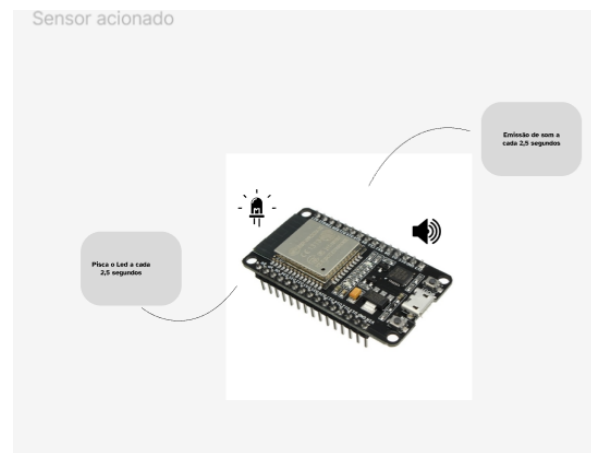 Sensor acionado
Emissão de som a
cada 2,5 segundos
Pisca o Led a cada
2,5 segundos